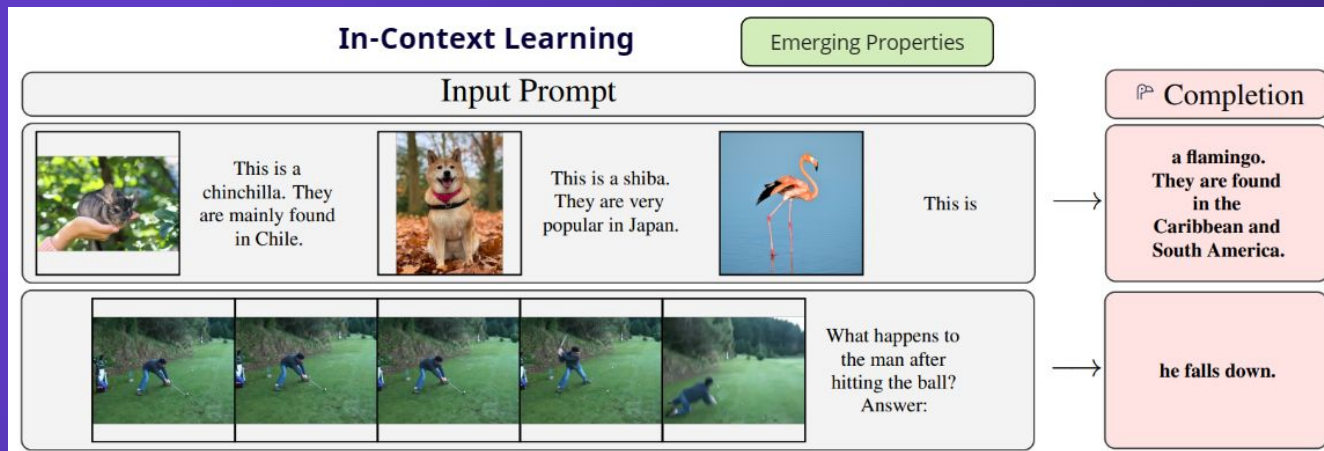 In-Context Learning
Emerging Properties
Input Prompt
Completion
This is a
chinchilla. They
are mainly found
in Chile.
This is a shiba.
They are very
popular in Japan.
This is
a flamingo.
They are found
in the
Caribbean and
South America.
What happens to
the man after
hitting the ball?
Answer:
he falls down.